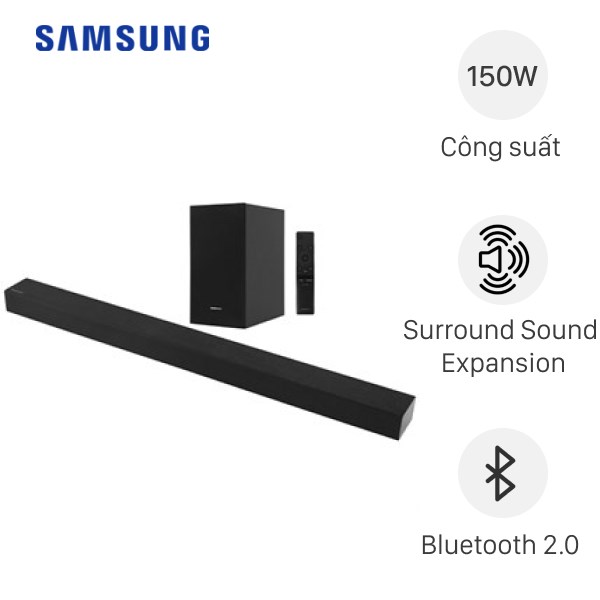 SAMSUNG
150W
Công suất
Surround Sound
Expansion
Bluetooth 2.0